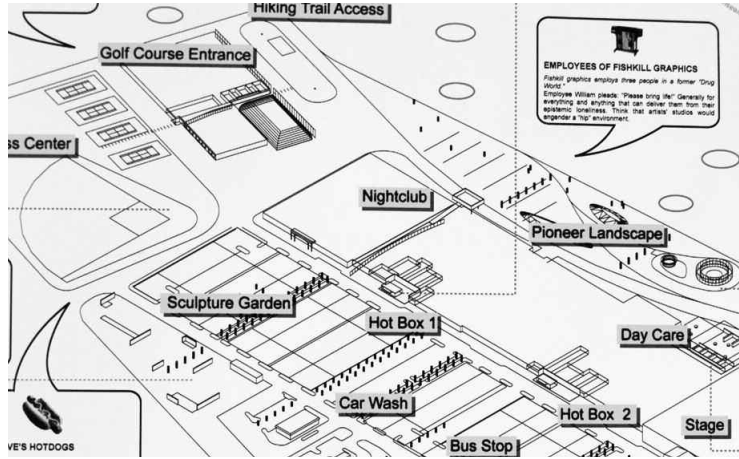 Hiking Trail Access
Golf Course Entrance
EMPLOYEES OF FISHKILL GRAPHICS
Fishkill graphics employs three people in a former "Drug
World."
Employee William pleads: "Please bring life!" Generally for
everything and anything that can deliver them from their
epistemic loneliness. Think that artists' studios would
engender a "hip" environment.
ss Center
Nightclub
Pioneer Landscape
Sculpture Garden
Hot Box 1
Day Care
Car Wash
Hot Box 2
Stage
Bus Stop
VE'S HOTDOGS